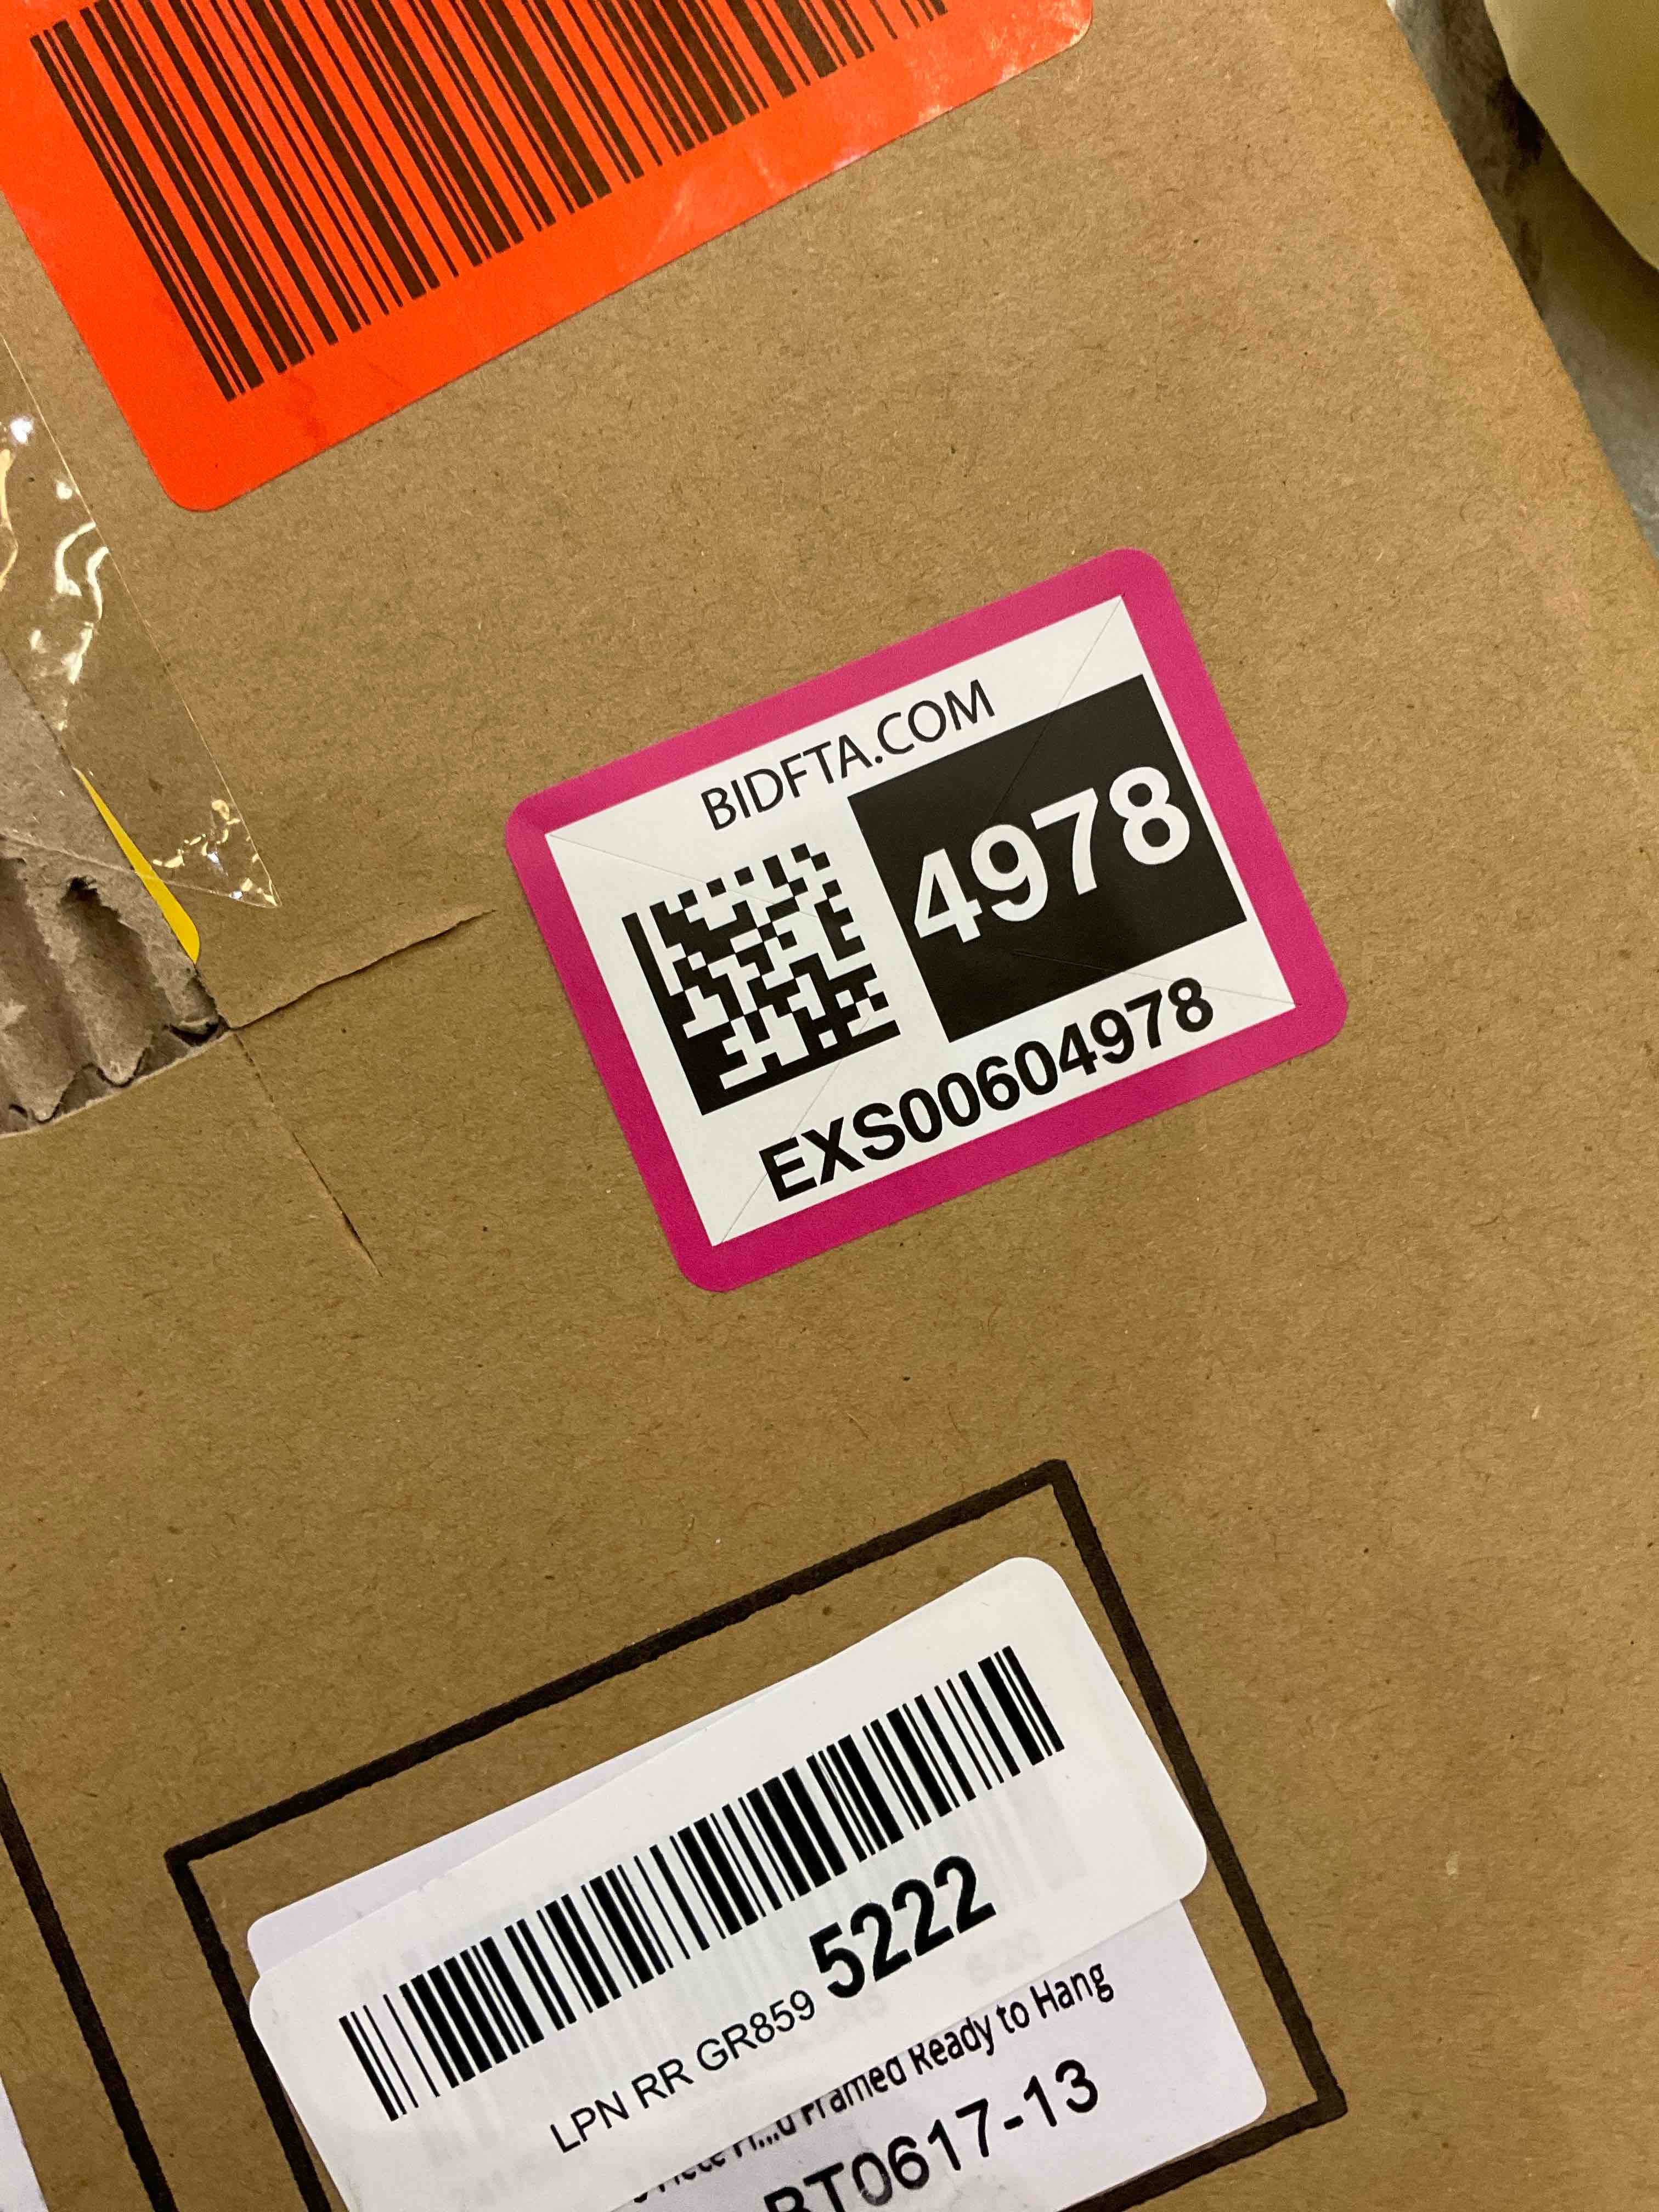 BIDFTA.COM
4978
EXS00604978
LPN RR GR859 5222
Framed Ready to Hang
BT0617-13